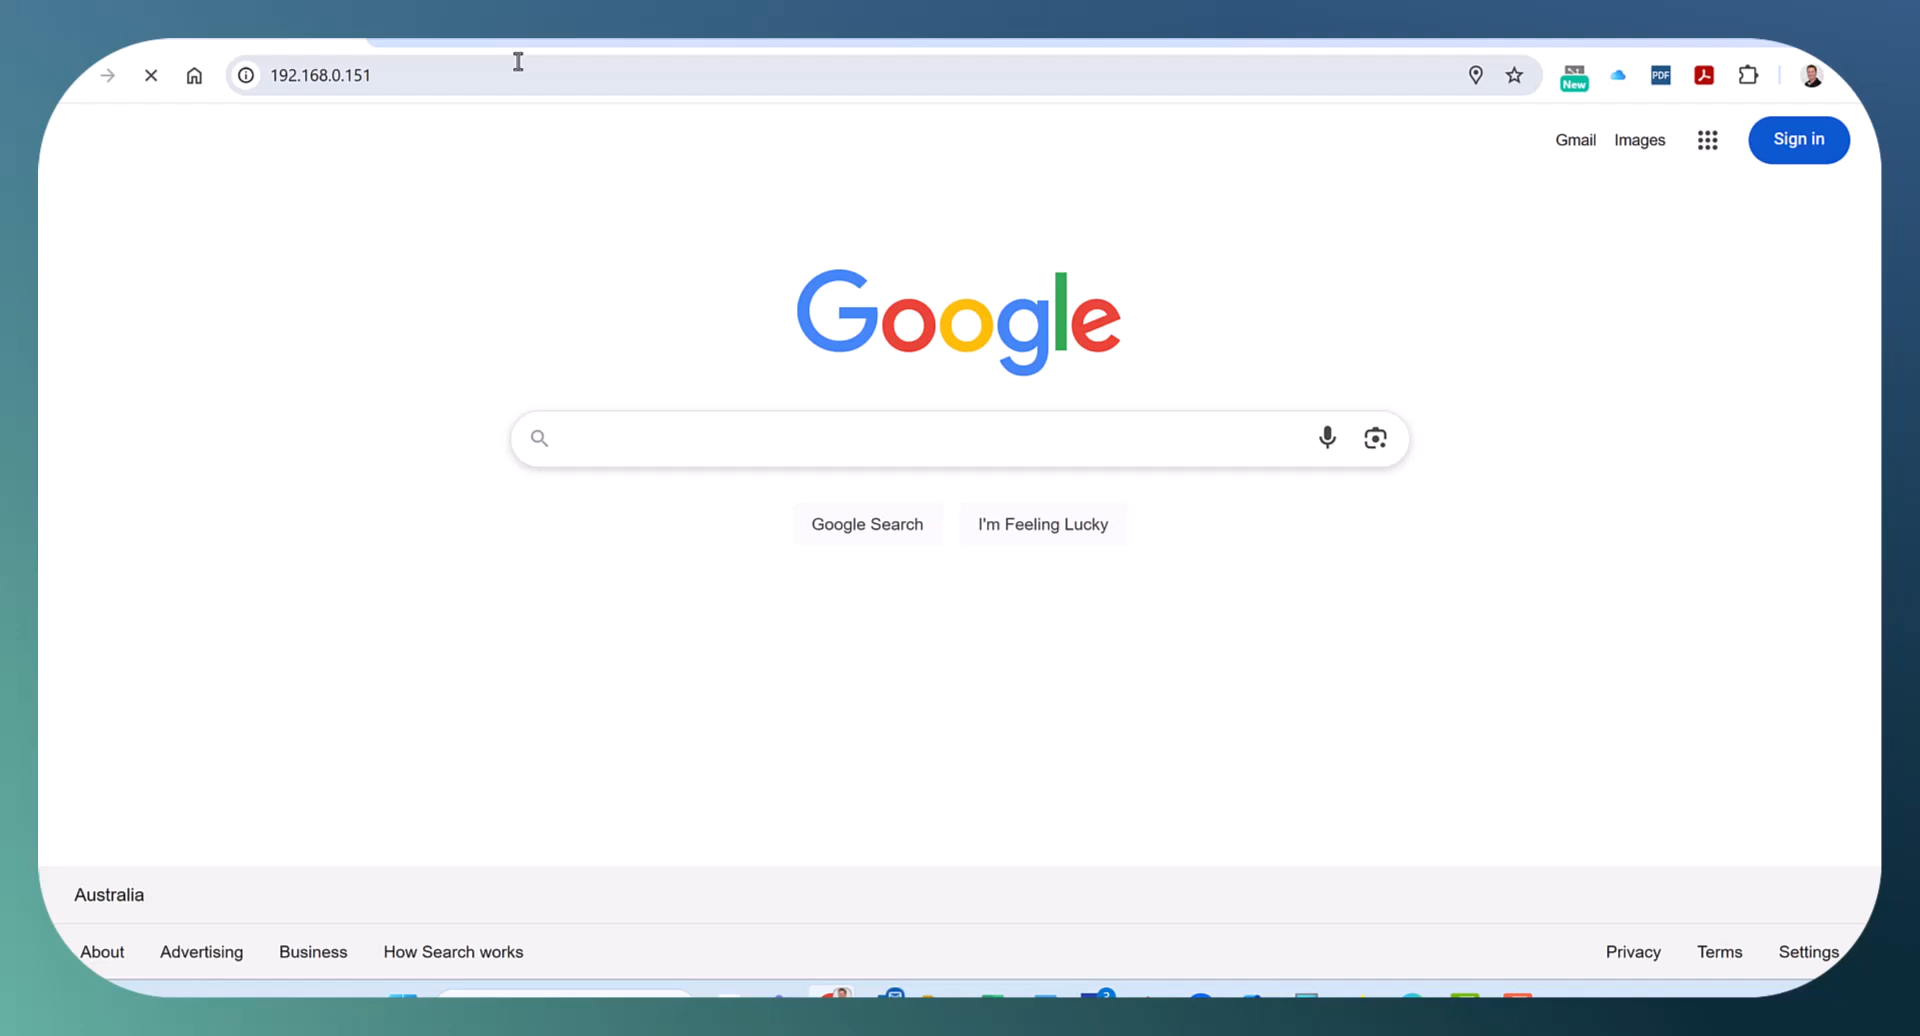 192.168.0.151
New
PDF
Gmail Images Sign in
Google
Google Search I'm Feeling Lucky
Australia
About Advertising Business How Search works Privacy Terms Settings